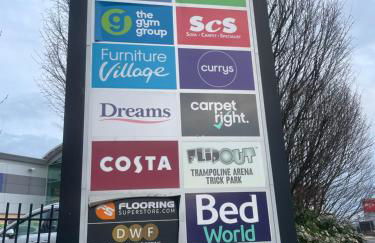 the
gym
group
ScS
SOFA • CARPET • SPECIALIST
Furniture
Village
currys
Dreams
carpet
right.
COSTA
FLIPOUT
TRAMPOLINE ARENA
TRICK PARK
FLOORING
SUPERSTORE.COM
DWF
Bed
World